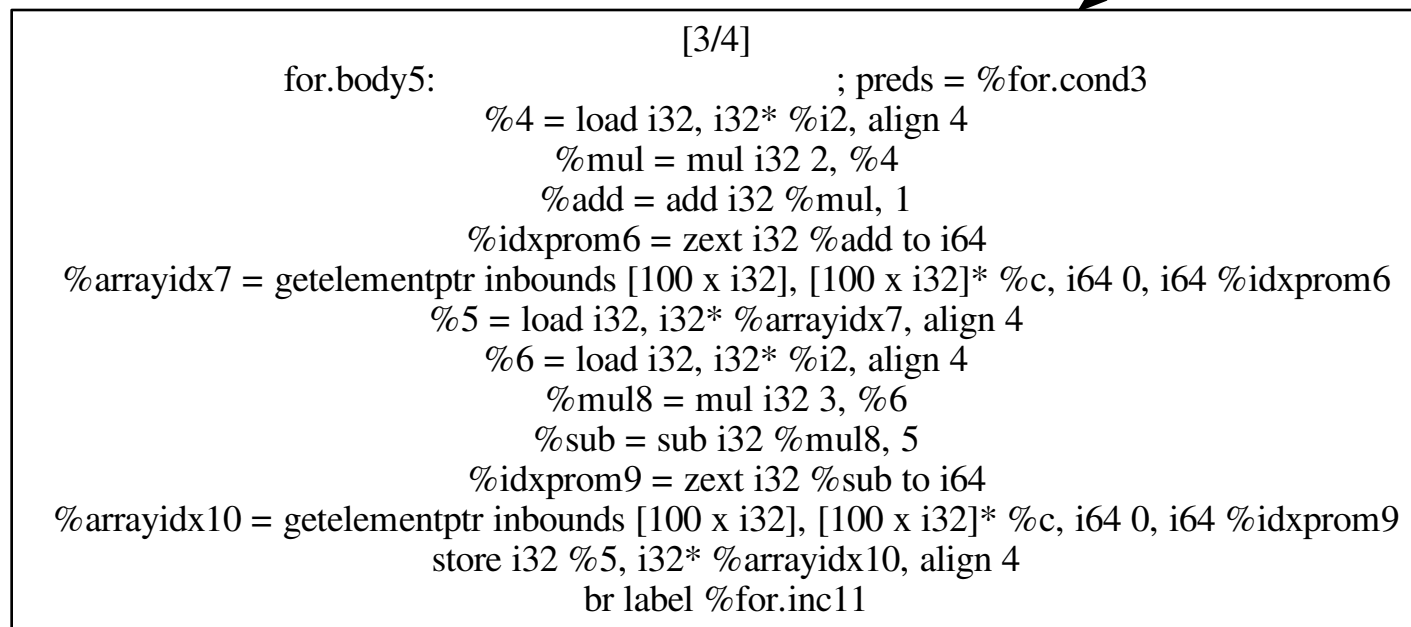 [3/4]
for.body5: ; preds = %for.cond3
%4 = load i32, i32* %i2, align 4
%mul = mul i32 2, %4
%add = add i32 %mul, 1
%idxprom6 = zext i32 %add to i64
%arrayidx7 = getelementptr inbounds [100 x i32], [100 x i32]* %c, i64 0, i64 %idxprom6
%5 = load i32, i32* %arrayidx7, align 4
%6 = load i32, i32* %i2, align 4
%mul8 = mul i32 3, %6
%sub = sub i32 %mul8, 5
%idxprom9 = zext i32 %sub to i64
%arrayidx10 = getelementptr inbounds [100 x i32], [100 x i32]* %c, i64 0, i64 %idxprom9
store i32 %5, i32* %arrayidx10, align 4
br label %for.inc11